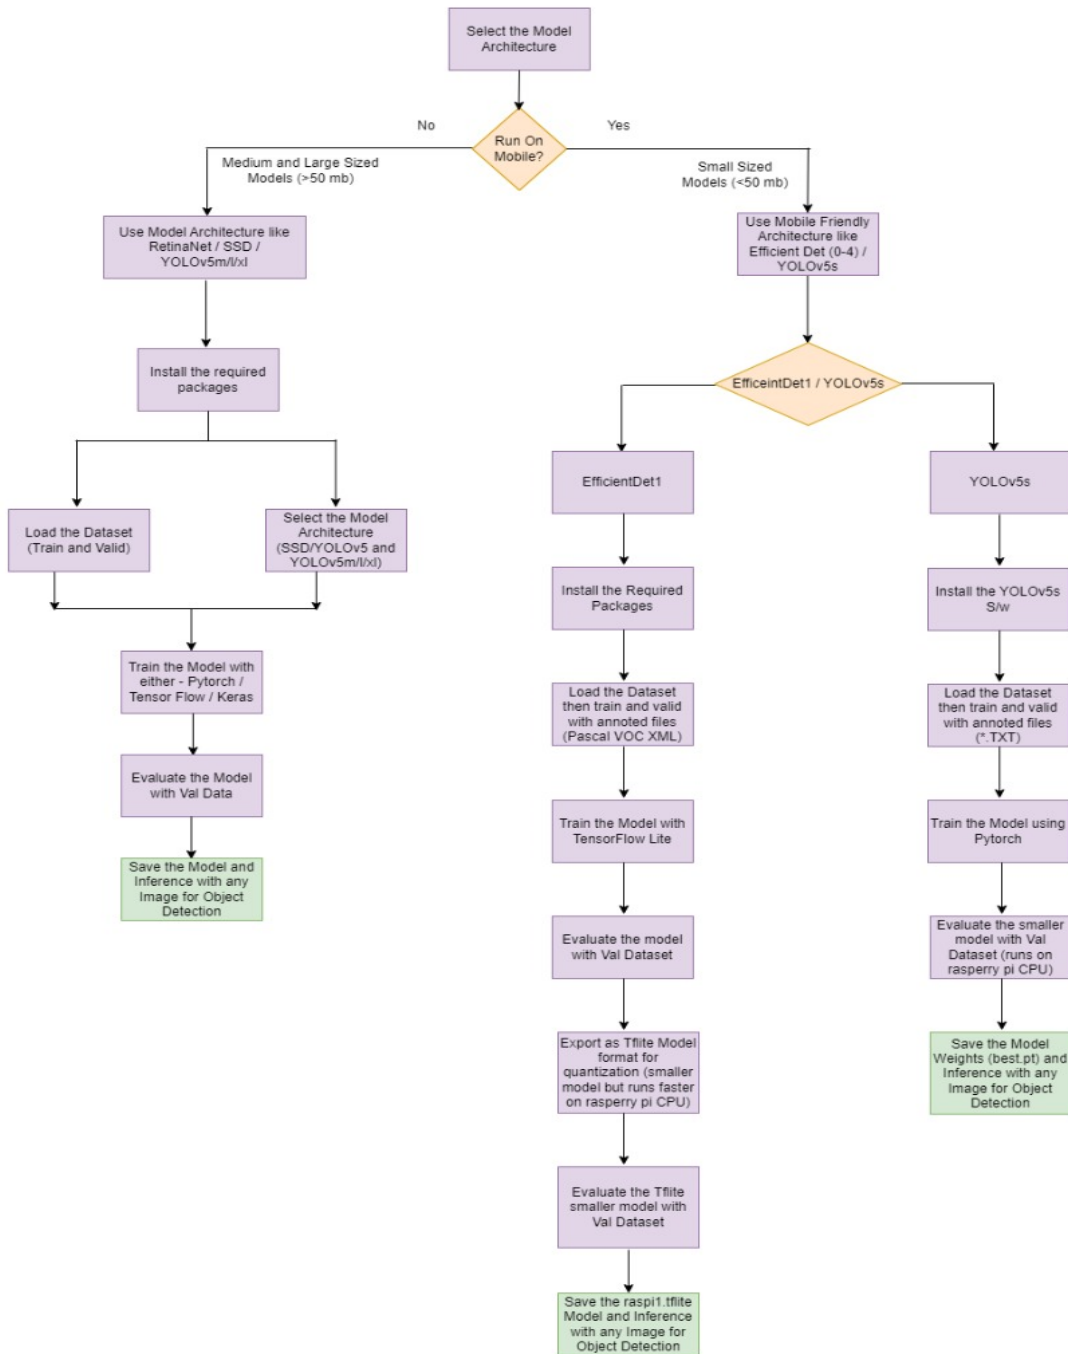 Select the Model
Architecture
No
Run On
Mobile?
Yes
Medium and Large Sized
Models (>50 mb)
Small Sized
Models (<50 mb)
Use Model Architecture like
RetinaNet / SSD /
YOLOv5m/l/xl
Install the required
packages
Load the Dataset
(Train and Valid)
Select the Model
Architecture
(SSD/YOLOv5 and
YOLOv5m/l/xl)
Train the Model with
either - Pytorch /
Tensor Flow / Keras
Evaluate the Model
with Val Data
Save the Model and
Inference with any
Image for Object
Detection
Use Mobile Friendly
Architecture like
Efficient Det (0-4) /
YOLOv5s
EfficeintDet1 / YOLOv5s
EfficientDet1
Install the Required
Packages
Load the Dataset
then train and valid
with annoted files
(Pascal VOC XML)
Train the Model with
TensorFlow Lite
Evaluate the model
with Val Dataset
Export as Tflite Model
format for
quantization (smaller
model but runs faster
on rasperry pi CPU)
Evaluate the Tflite
smaller model with
Val Dataset
Save the raspi1.tflite
Model and Inference
with any Image for
Object Detection
YOLOv5s
Install the YOLOv5s
S/w
Load the Dataset
then train and valid
with annoted files
(*.TXT)
Train the Model using
Pytorch
Evaluate the smaller
model with Val
Dataset (runs on
rasperry pi CPU)
Save the Model
Weights (best.pt) and
Inference with any
Image for Object
Detection